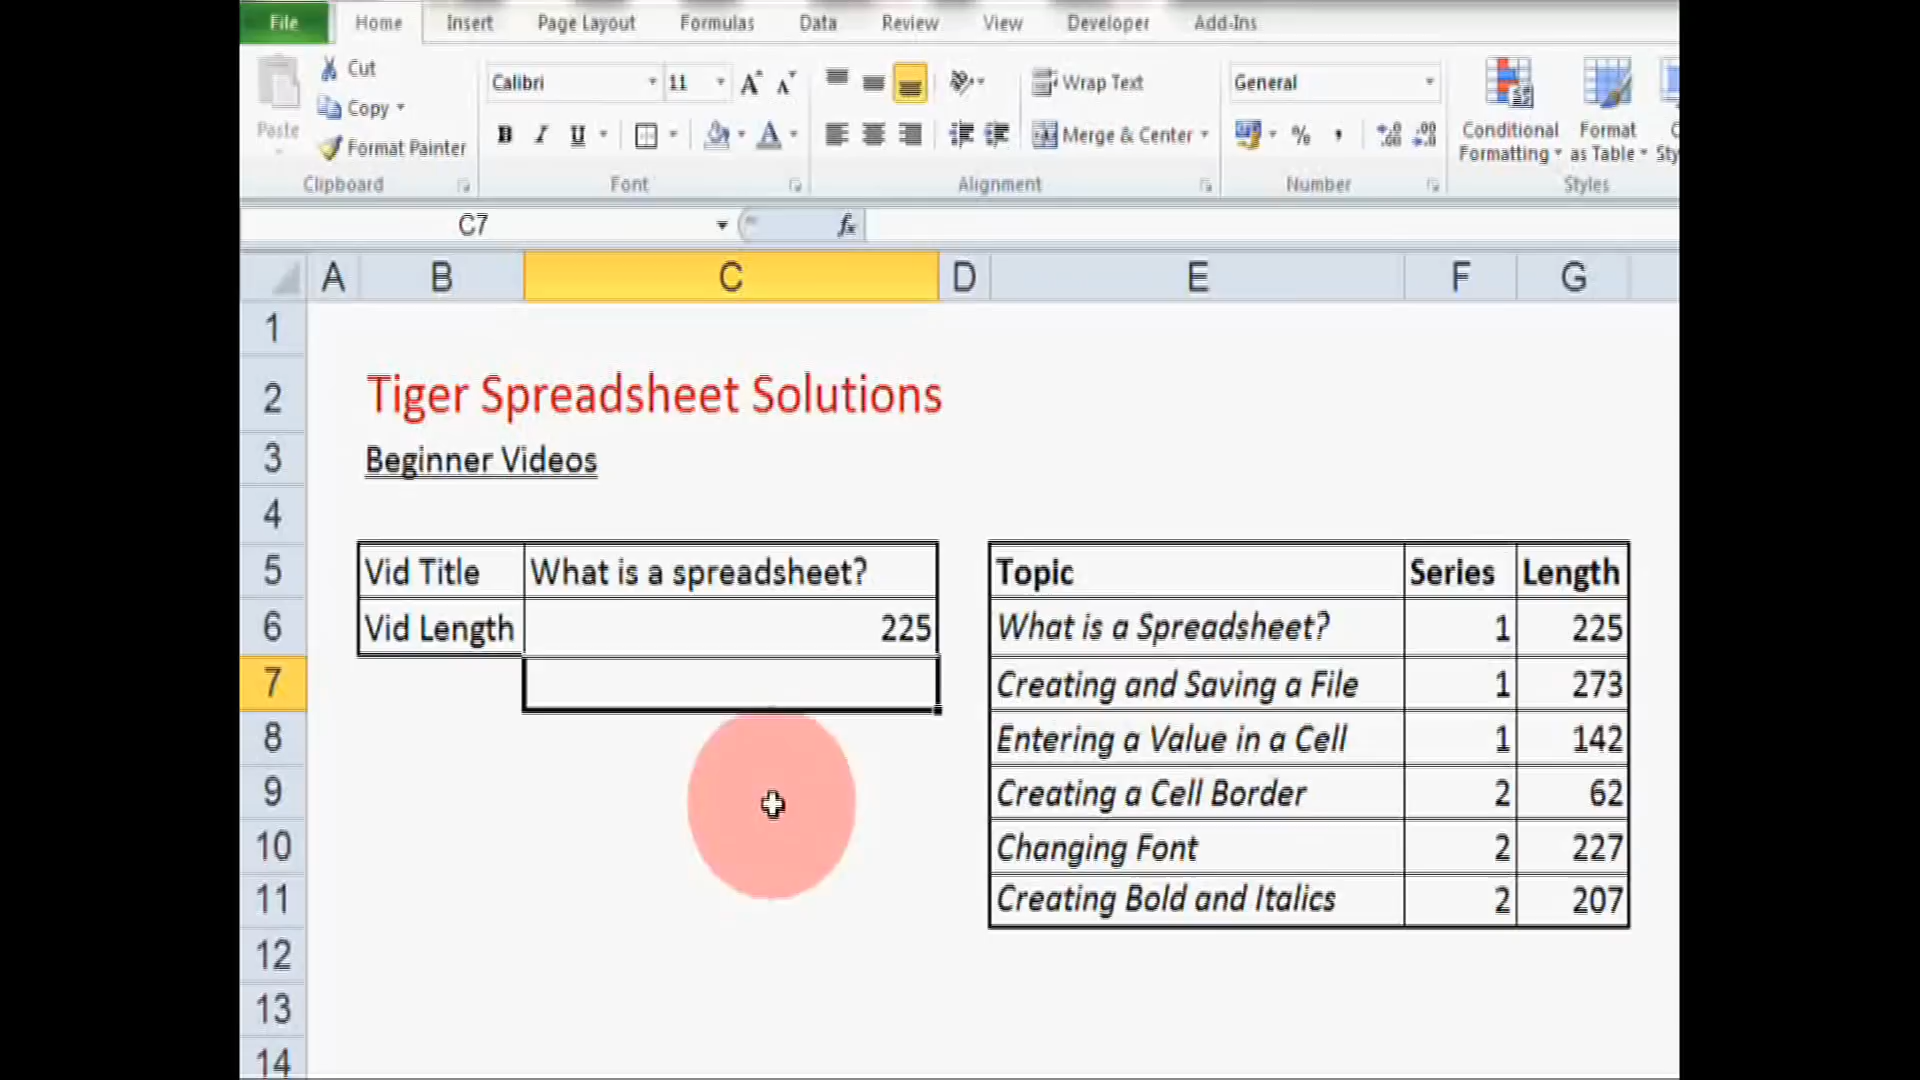 File Home Insert Page Layout Formulas Data Review View Developer Add-Ins
Cut
Copy
Paste
Format Painter
Clipboard
Calibri 11
B I U A
Font
Wrap Text
Merge & Center
Alignment
General
% ,
Number
Conditional Formatting
Format as Table
Styles
C7 fx
A B C D E F G
1
2 Tiger Spreadsheet Solutions
3 Beginner Videos
4
5 Vid Title What is a spreadsheet? Topic Series Length
6 Vid Length 225 What is a Spreadsheet? 1 225
7 Creating and Saving a File 1 273
8 Entering a Value in a Cell 1 142
9 Creating a Cell Border 2 62
10 Changing Font 2 227
11 Creating Bold and Italics 2 207
12
13
14